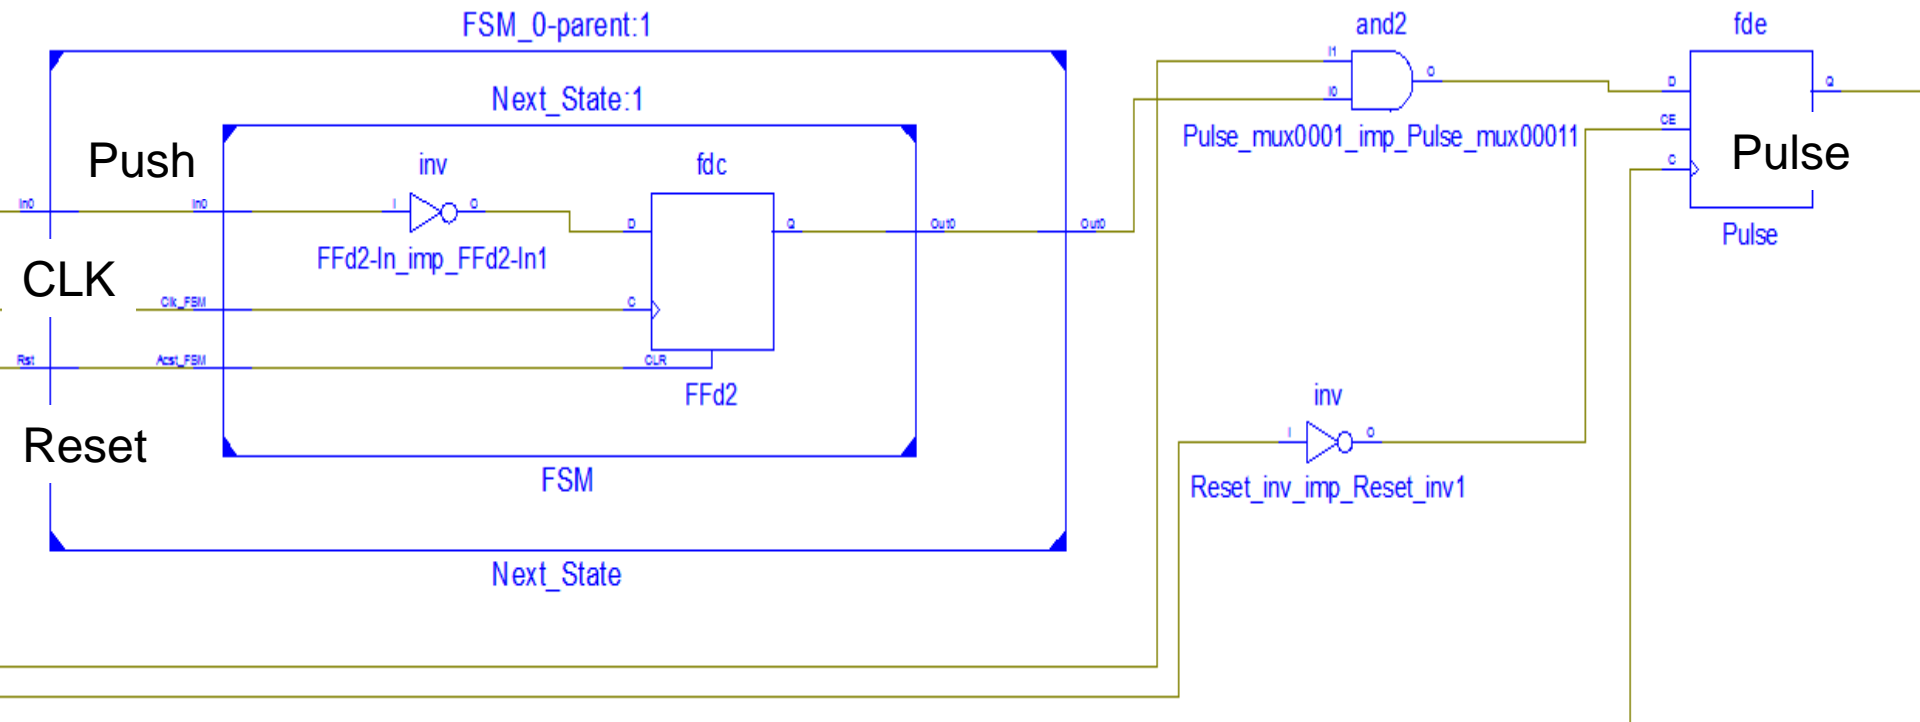 FSM_0-parent:1
and2
fde
Next_State:1
I1
O
D
Q
I0
CE
Pulse_mux0001_imp_Pulse_mux00011
Push
inv
fdc
C
Pulse
In0
In0
I
O
D
Q
Out0
Out0
Pulse
FFd2-In_imp_FFd2-In1
CLK
Clk_FSM
C
Rst
Acst_FSM
CLR
FFd2
inv
Reset
I
O
FSM
Reset_inv_imp_Reset_inv1
Next_State